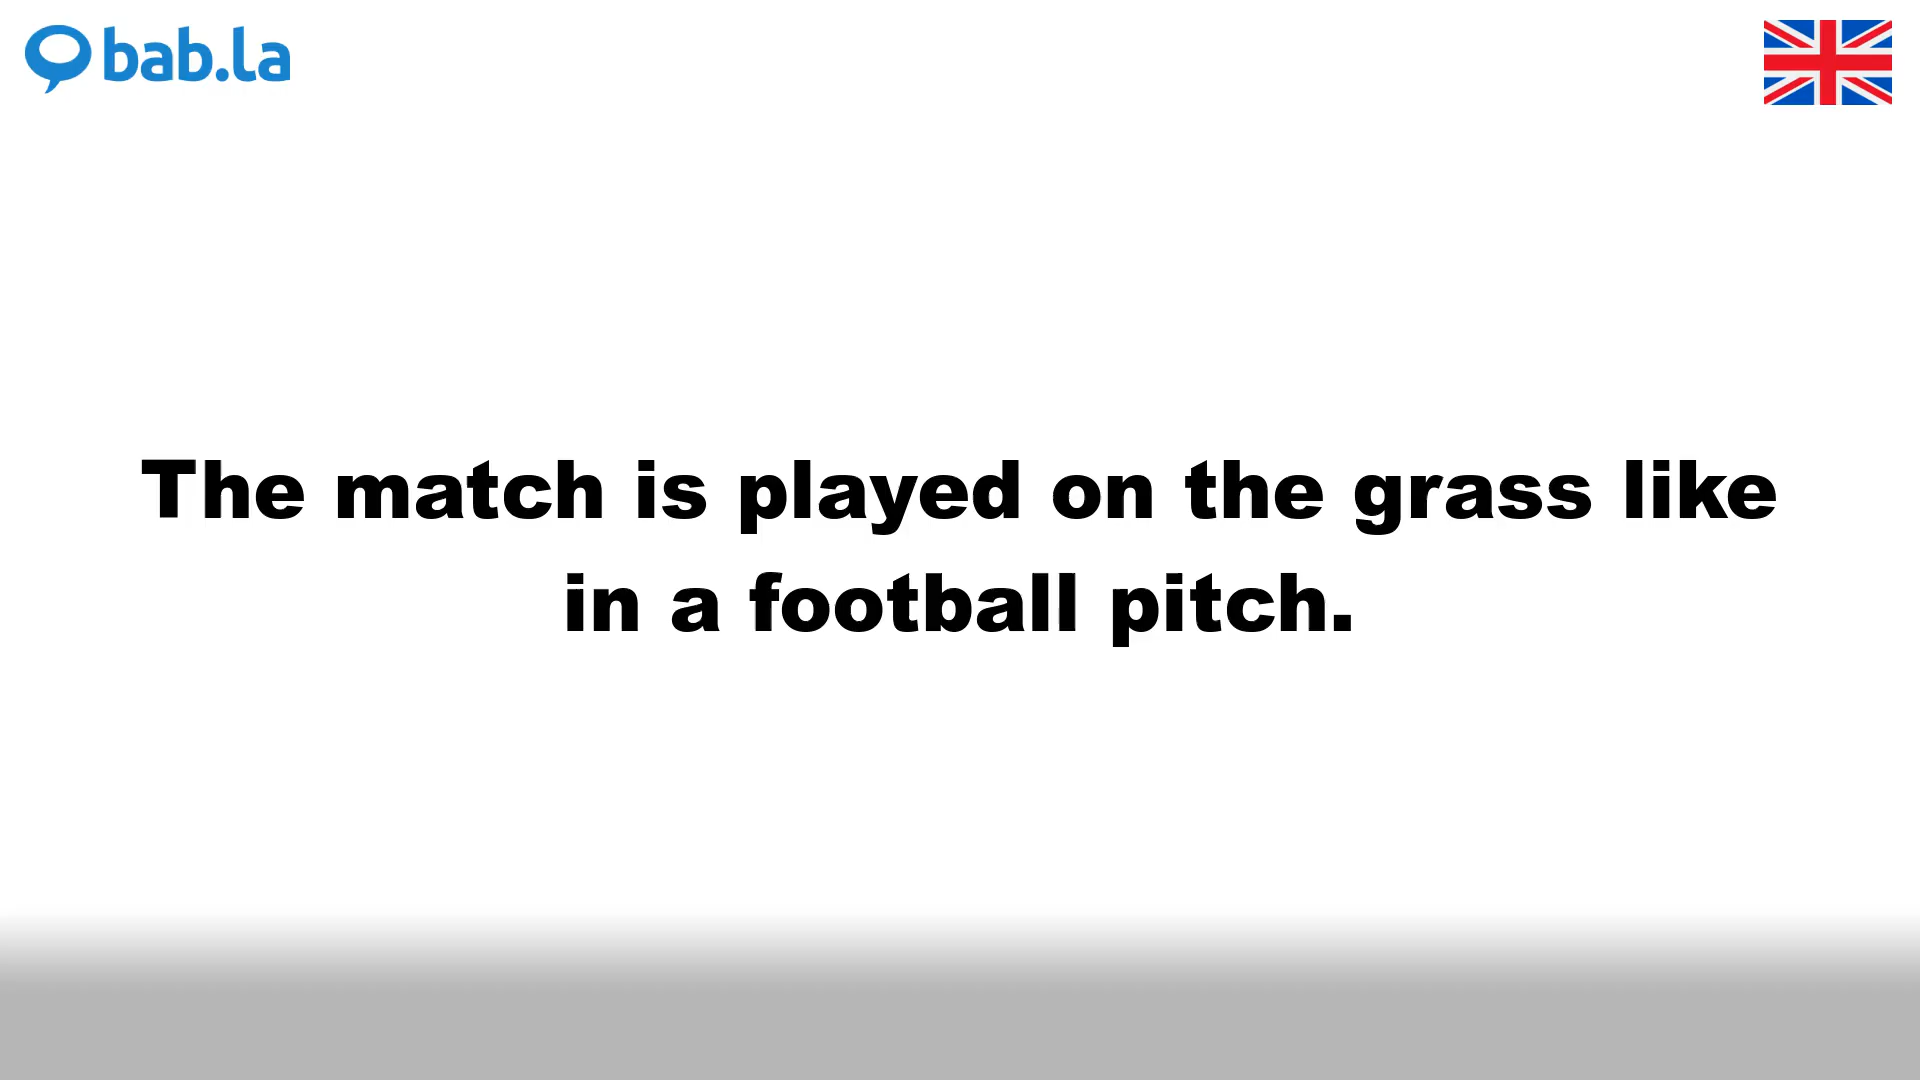 bab.la
The match is played on the grass like
in a football pitch.